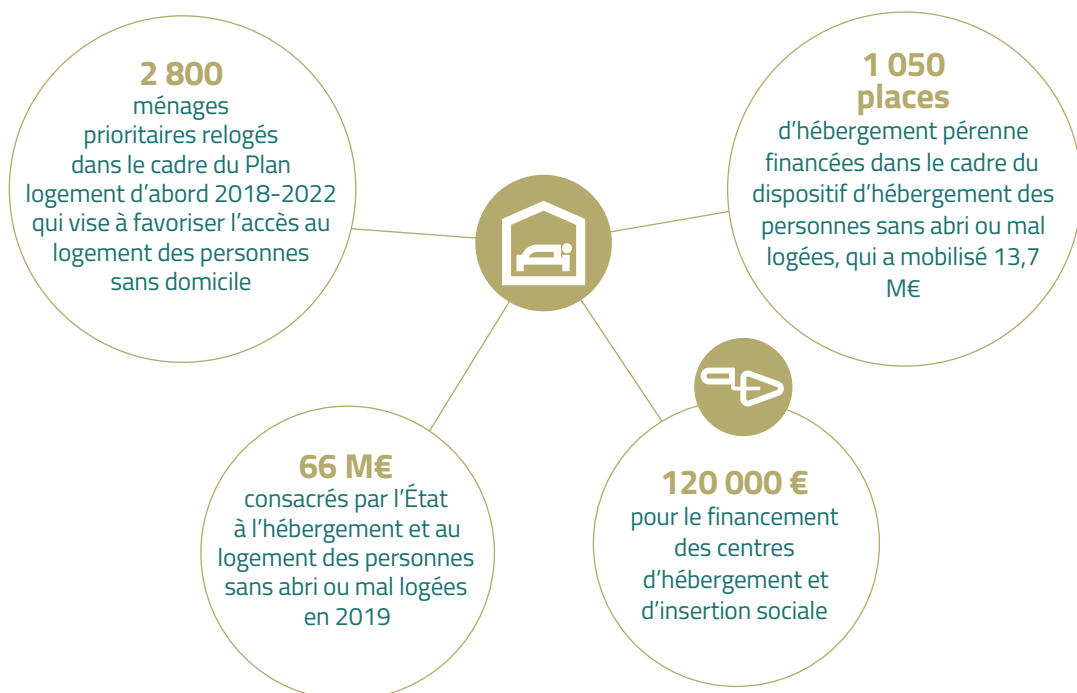 2 800
ménages
prioritaires relogés
dans le cadre du Plan
logement d’abord 2018-2022
qui vise à favoriser l’accès au
logement des personnes
sans domicile
1 050
places
d’hébergement pérenne
financées dans le cadre du
dispositif d’hébergement des
personnes sans abri ou mal
logées, qui a mobilisé 13,7
M€
66 M€
consacrés par l’État
à l’hébergement et au
logement des personnes
sans abri ou mal logées
en 2019
120 000 €
pour le financement
des centres
d’hébergement et
d’insertion sociale